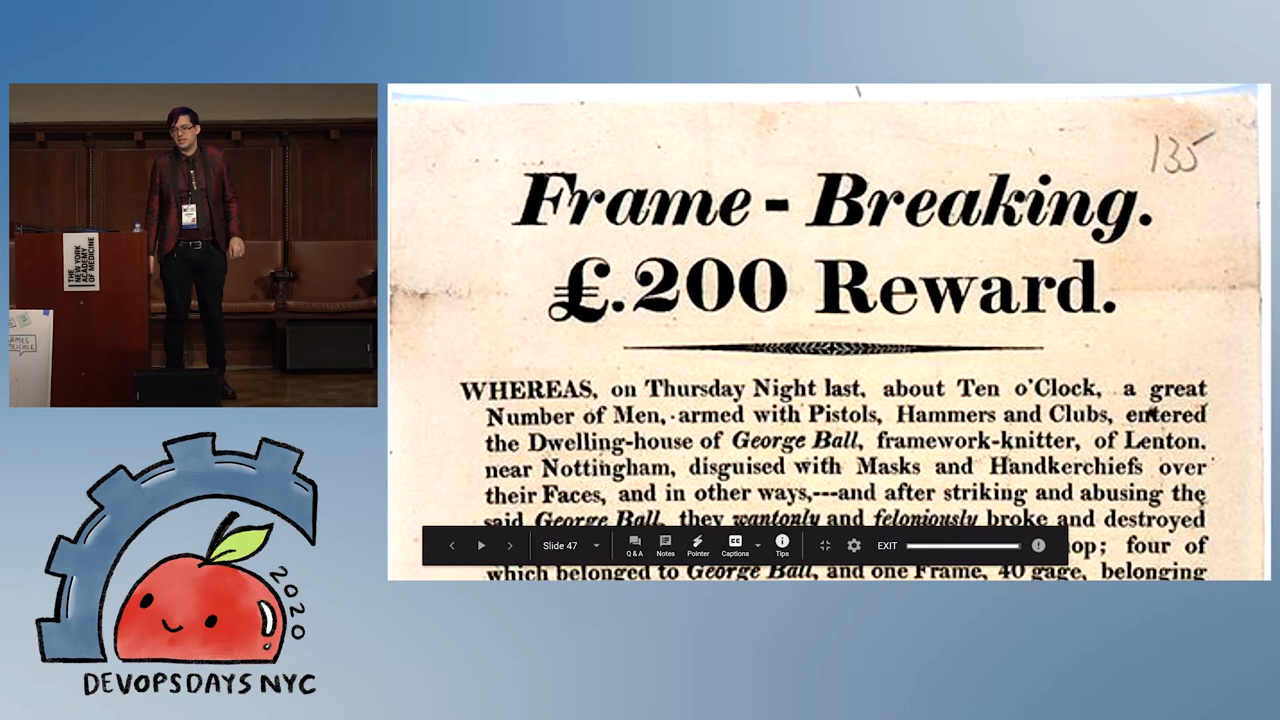 THE
NEW YORK
ACADEMY
OF MEDICINE
JAMES
MEICKLE
2020
DEVOPSDAYS NYC
135
Frame - Breaking.
£.200 Reward.
WHEREAS, on Thursday Night last, about Ten o'Clock, a great
Number of Men, armed with Pistols, Hammers and Clubs, entered
the Dwelling-house of George Ball, framework-knitter, of Lenton,
near Nottingham, disguised with Masks and Handkerchiefs over
their Faces, and in other ways,---and after striking and abusing the
said George Ball, they wantonly and feloniously broke and destroyed
op; four of
which belonged to George Ball, and one Frame, 40 gage, belonging
Slide 47
Q & A
Notes
Pointer
CC
Captions
Tips
EXIT